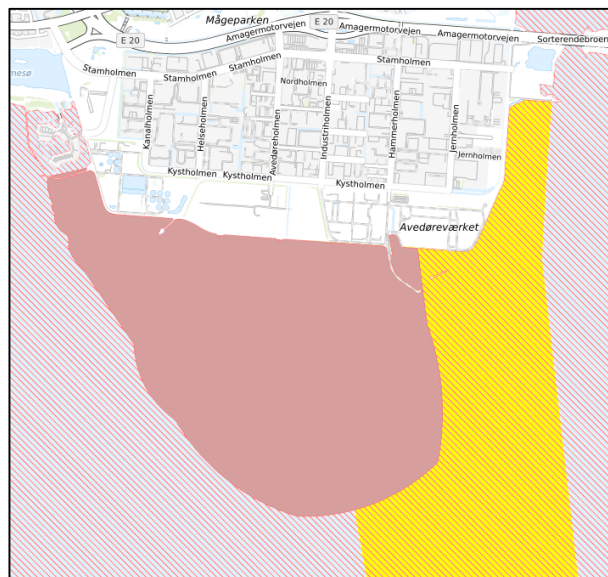 Mågeparken
E 20
Amagermotorvejen
Amagermotorvejen
Amagermotorvejen
E 20
Sorterendebroen
Stamholmen
Stamholmen
Stamholmen
Stamholmen
Nordholmen
nesø
Kanalholmen
Helseholmen
Avedøreholmen
Industriholmen
Hammerholmen
Jernholmen
Jernholmen
Kystholmen
Kystholmen
Kystholmen
Avedøreværket